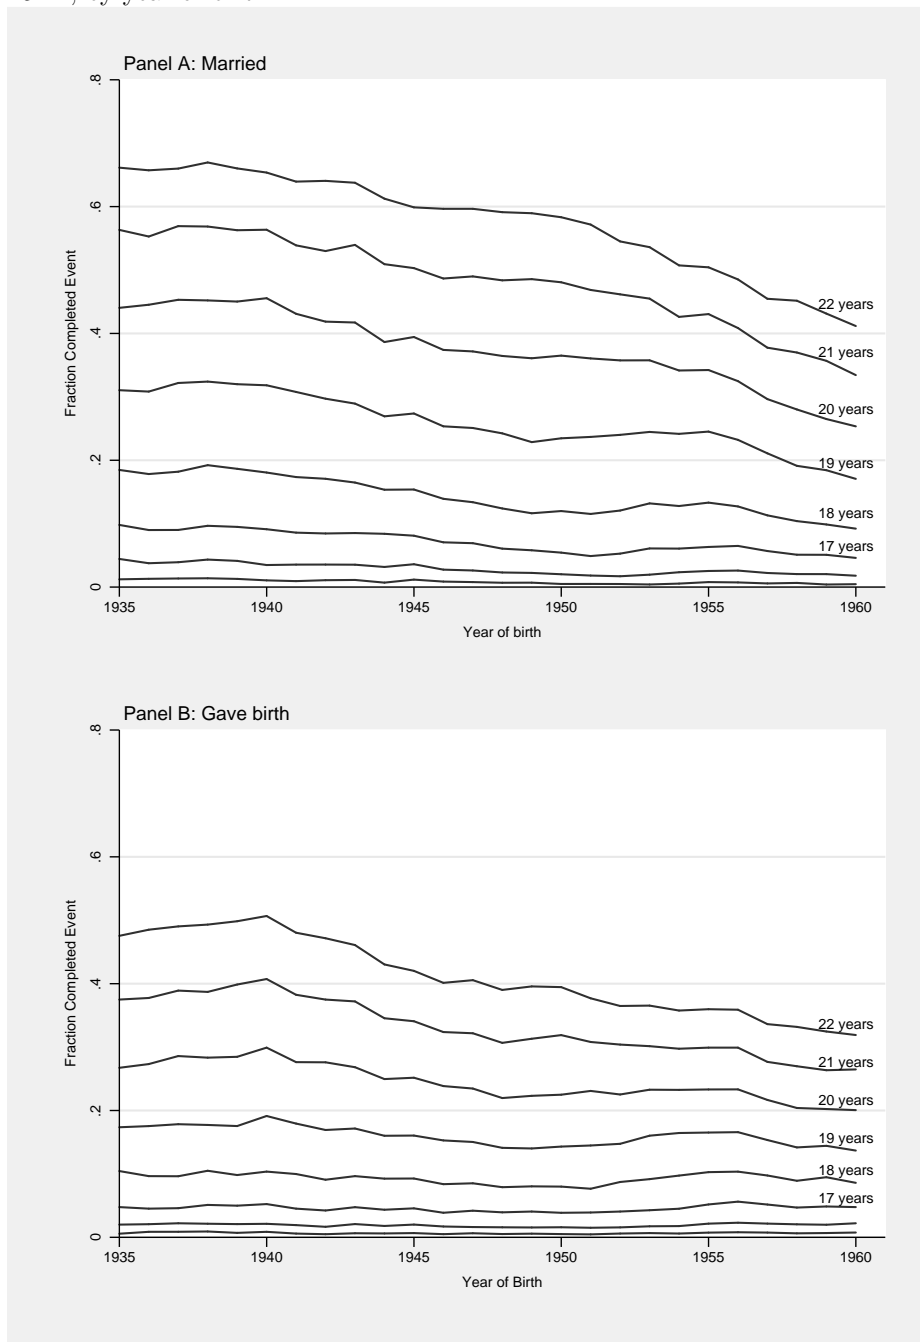 Panel A: Married
.8
.6
.4
.2
0
Fraction Completed Event
22 years
21 years
20 years
19 years
18 years
17 years
1935 1940 1945 1950 1955 1960
Year of birth
Panel B: Gave birth
.8
.6
.4
.2
0
Fraction Completed Event
22 years
21 years
20 years
19 years
18 years
17 years
1935 1940 1945 1950 1955 1960
Year of Birth